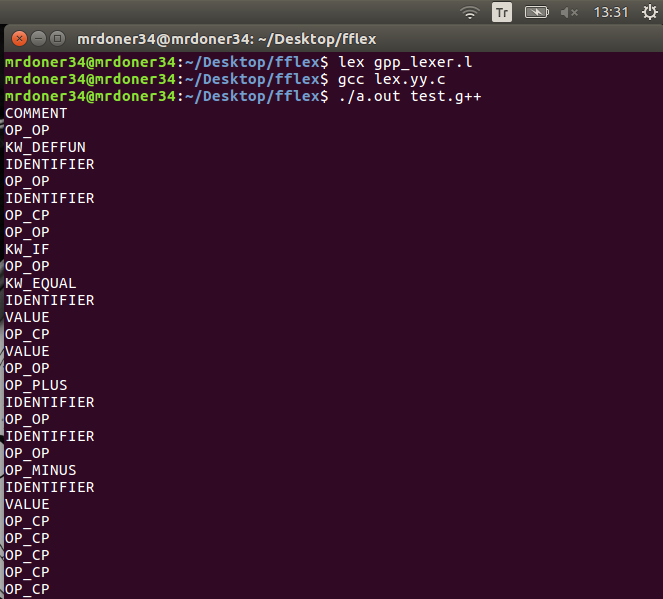 Tr 13:31
mrdoner34@mrdoner34: ~/Desktop/fflex
mrdoner34@mrdoner34:~/Desktop/fflex$ lex gpp_lexer.l
mrdoner34@mrdoner34:~/Desktop/fflex$ gcc lex.yy.c
mrdoner34@mrdoner34:~/Desktop/fflex$ ./a.out test.g++
COMMENT
OP_OP
KW_DEFFUN
IDENTIFIER
OP_OP
IDENTIFIER
OP_CP
OP_OP
KW_IF
OP_OP
KW_EQUAL
IDENTIFIER
VALUE
OP_CP
VALUE
OP_OP
OP_PLUS
IDENTIFIER
OP_OP
IDENTIFIER
OP_OP
OP_MINUS
IDENTIFIER
VALUE
OP_CP
OP_CP
OP_CP
OP_CP
OP_CP